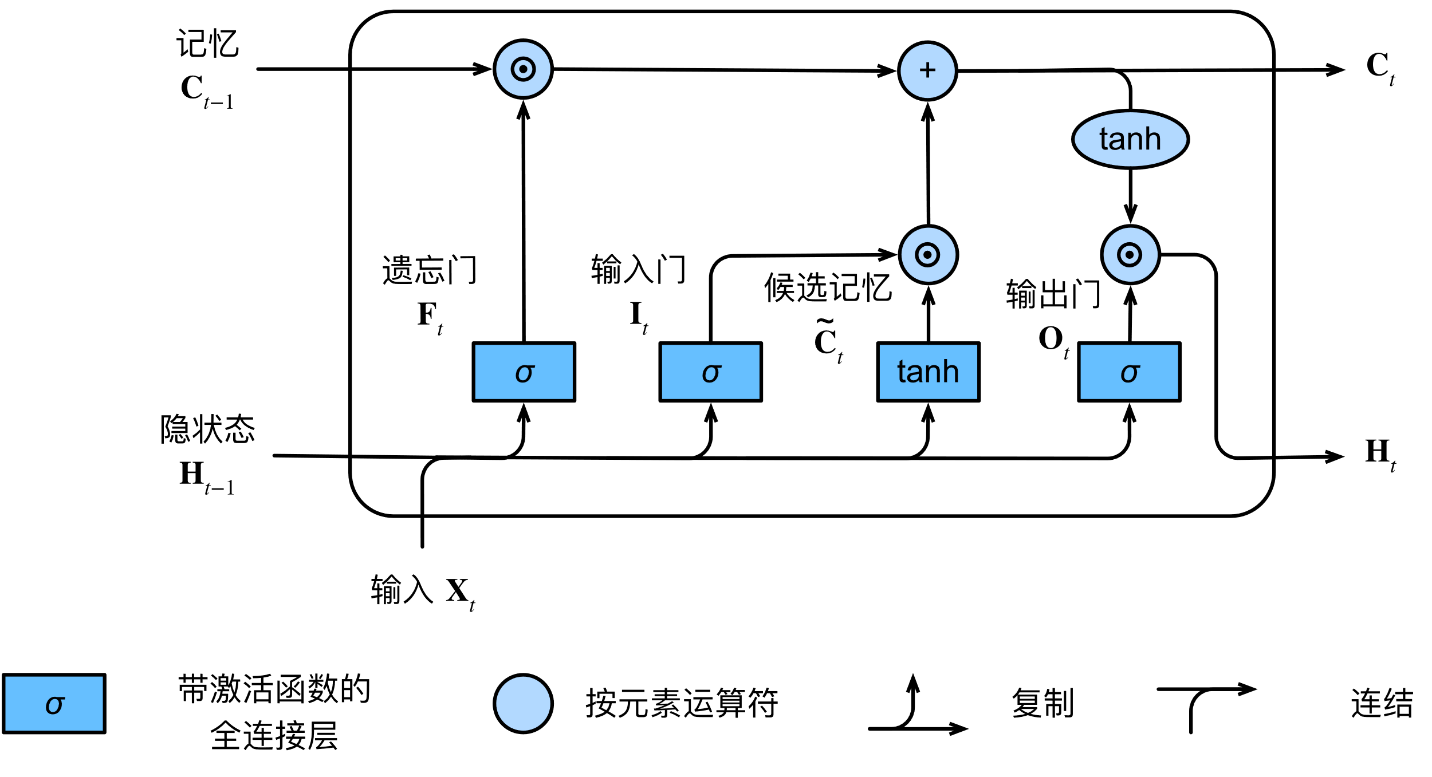 记忆
C_{t−1}
⊙
+
C_t
tanh
遗忘门
F_t
输入门
I_t
⊙
候选记忆
C̃_t
⊙
输出门
O_t
σ
σ
tanh
σ
隐状态
H_{t−1}
H_t
输入 X_t
σ
带激活函数的
全连接层
按元素运算符
复制
连结